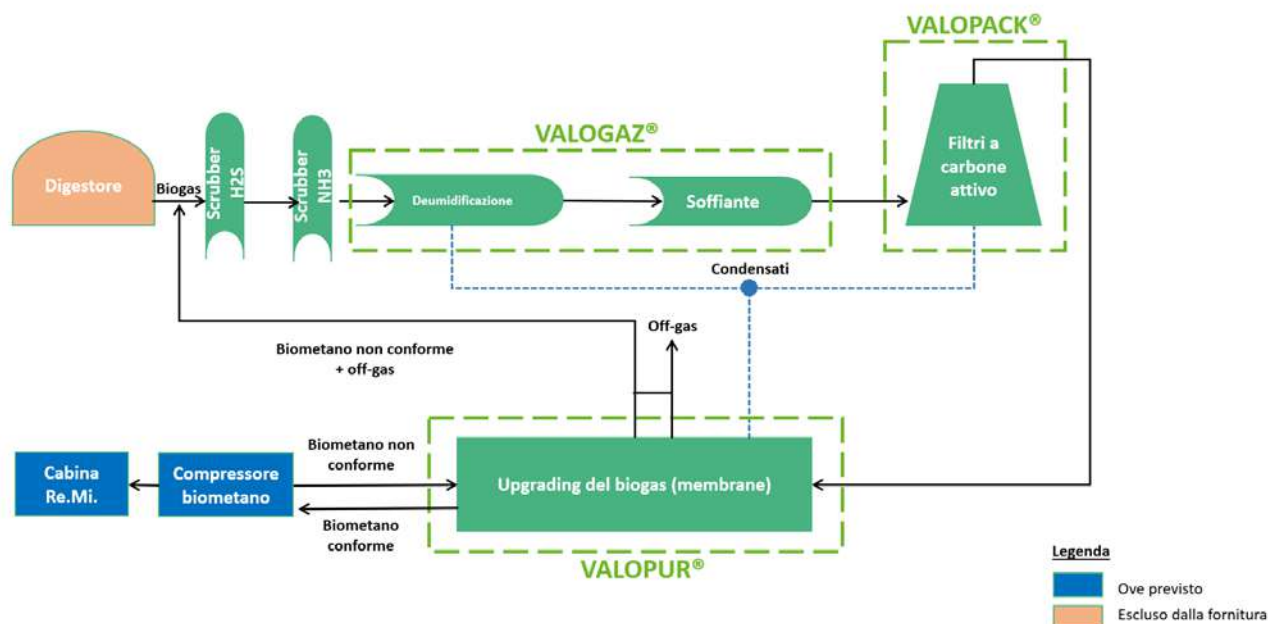 VALOPACK®
VALOGAZ®
Digestore
Biogas
Scrubber
H2S
Scrubber
NH3
Deumidificazione
Soffiante
Filtri a
carbone
attivo
Condensati
Off-gas
Biometano non conforme
+ off-gas
Cabina
Re.Mi.
Compressore
biometano
Biometano non
conforme
Biometano
conforme
Upgrading del biogas (membrane)
VALOPUR®
Legenda
Ove previsto
Escluso dalla fornitura